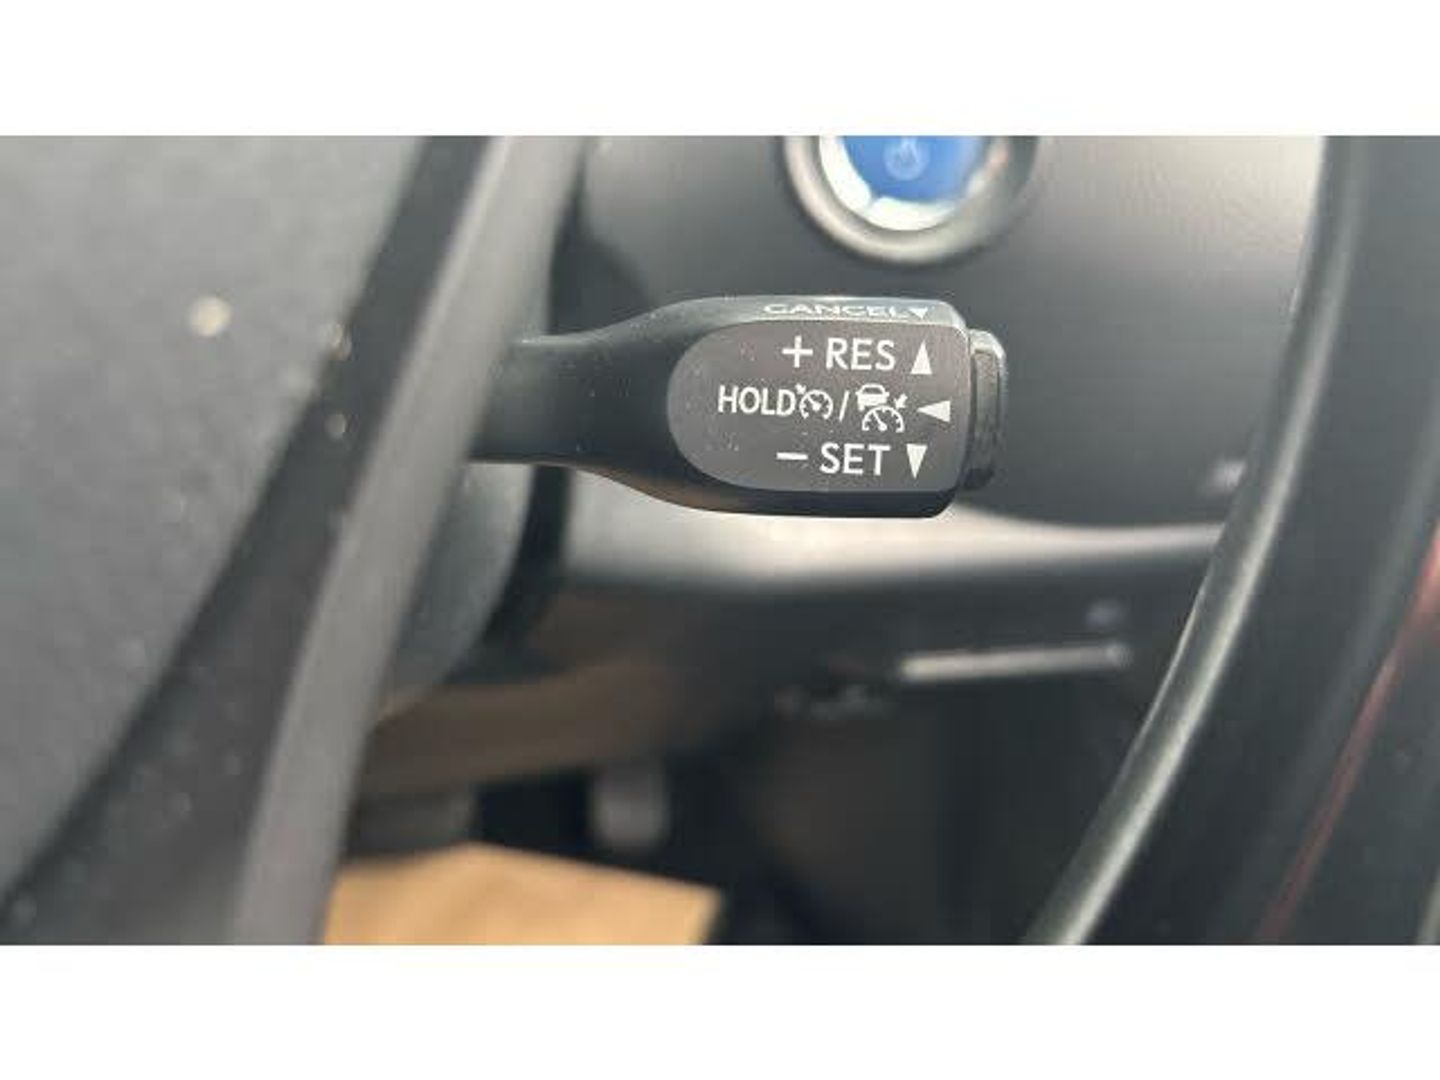 CANCEL▼
+ RES ▲
HOLD / ◀
− SET ▼